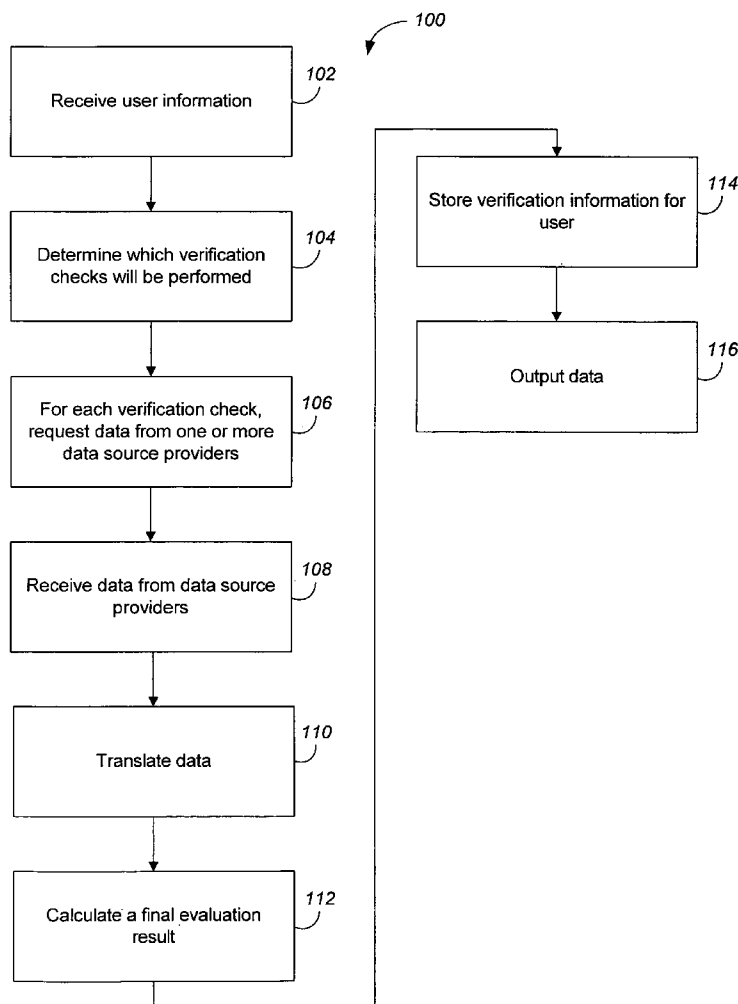 100
Receive user information
102
Determine which verification
checks will be performed
104
For each verification check,
request data from one or more
data source providers
106
Receive data from data source
providers
108
Translate data
110
Calculate a final evaluation
result
112
Store verification information for
user
114
Output data
116